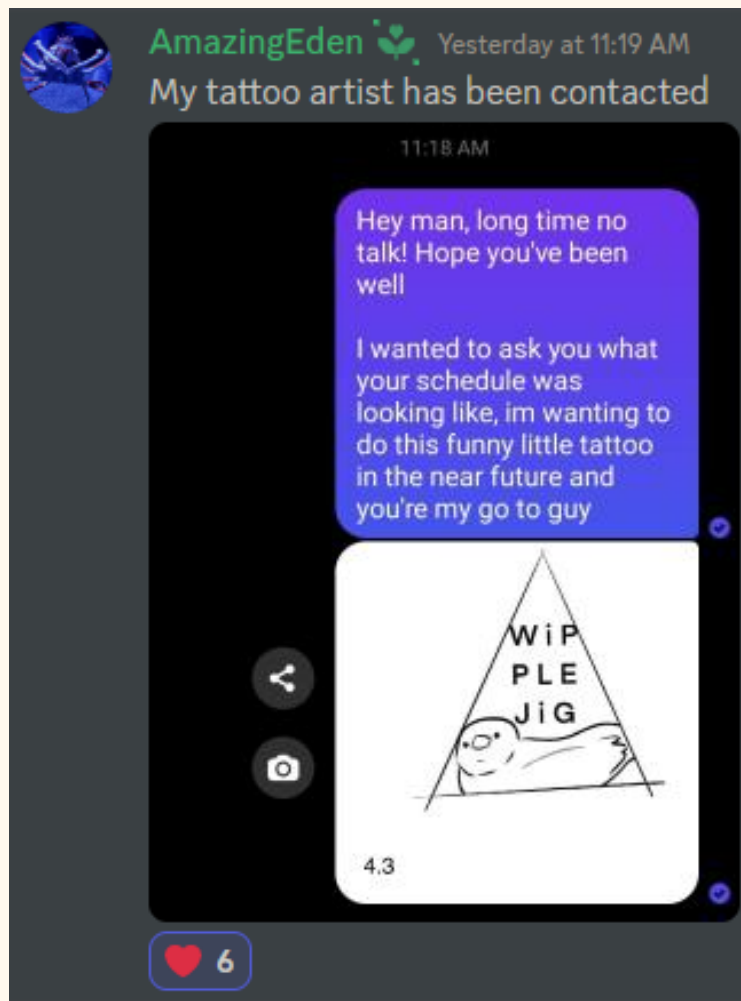 AmazingEden Yesterday at 11:19 AM
My tattoo artist has been contacted
11:18 AM
Hey man, long time no
talk! Hope you've been
well
I wanted to ask you what
your schedule was
looking like, im wanting to
do this funny little tattoo
in the near future and
you're my go to guy
WiP
PLE
JiG
4.3
6